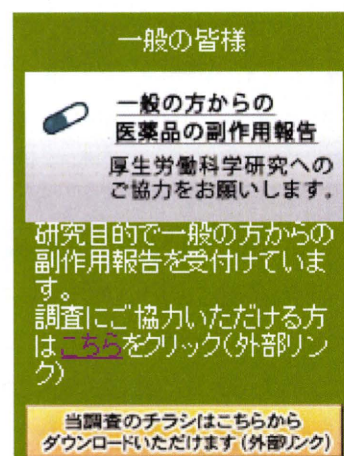 一般の皆様
一般の方からの
医薬品の副作用報告
厚生労働科学研究への
ご協力をお願いします。
研究目的で一般の方からの
副作用報告を受付けていま
す。
調査にご協力いただける方
はこちらをクリック(外部リン
ク)
当調査のチラシはこちらから
ダウンロードいただけます(外部リンク)